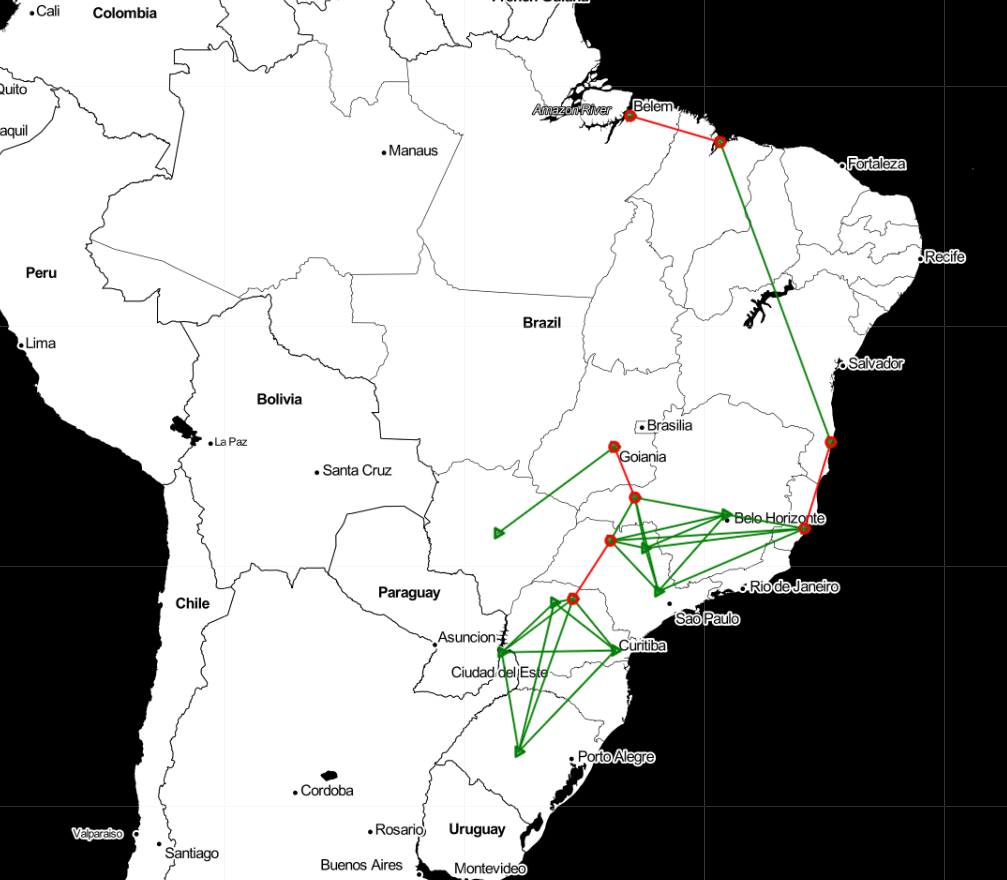 French Guiana
Cali
Colombia
Quito
Amazon River
Belem
aquil
Manaus
Fortaleza
Peru
Recife
Brazil
Lima
Salvador
Bolivia
Brasilia
La Paz
Goiania
Santa Cruz
Belo Horizonte
Rio de Janeiro
Paraguay
Chile
Sao Paulo
Asuncion
Curitiba
Ciudad del Este
Porto Alegre
Cordoba
Uruguay
Rosario
Valparaiso
Santiago
Buenos Aires
Montevideo